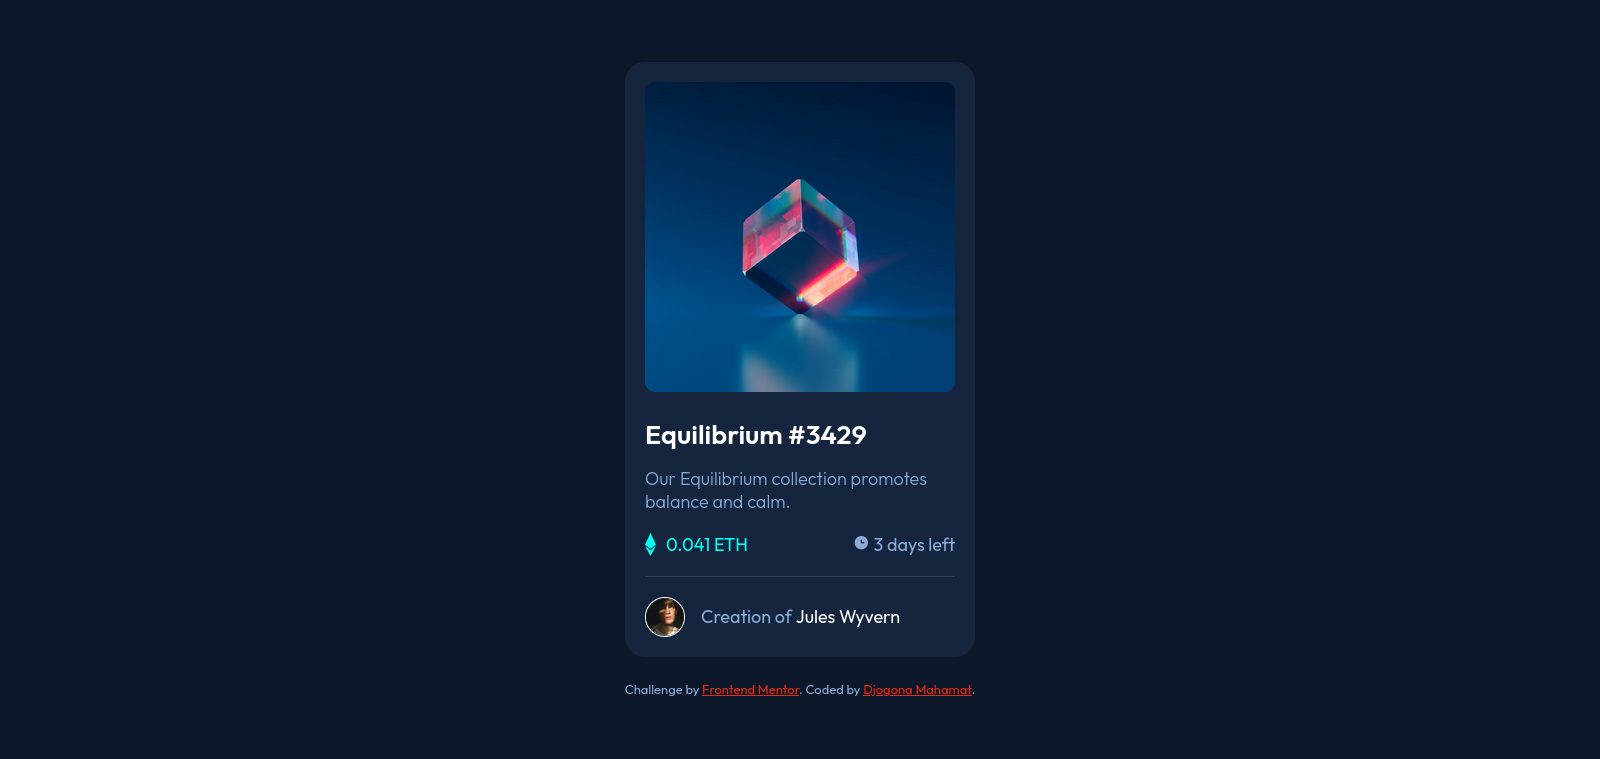 Equilibrium #3429
Our Equilibrium collection promotes
balance and calm.
0.041 ETH
3 days left
Creation of Jules Wyvern
Challenge by Frontend Mentor. Coded by Djogona Mahamat.